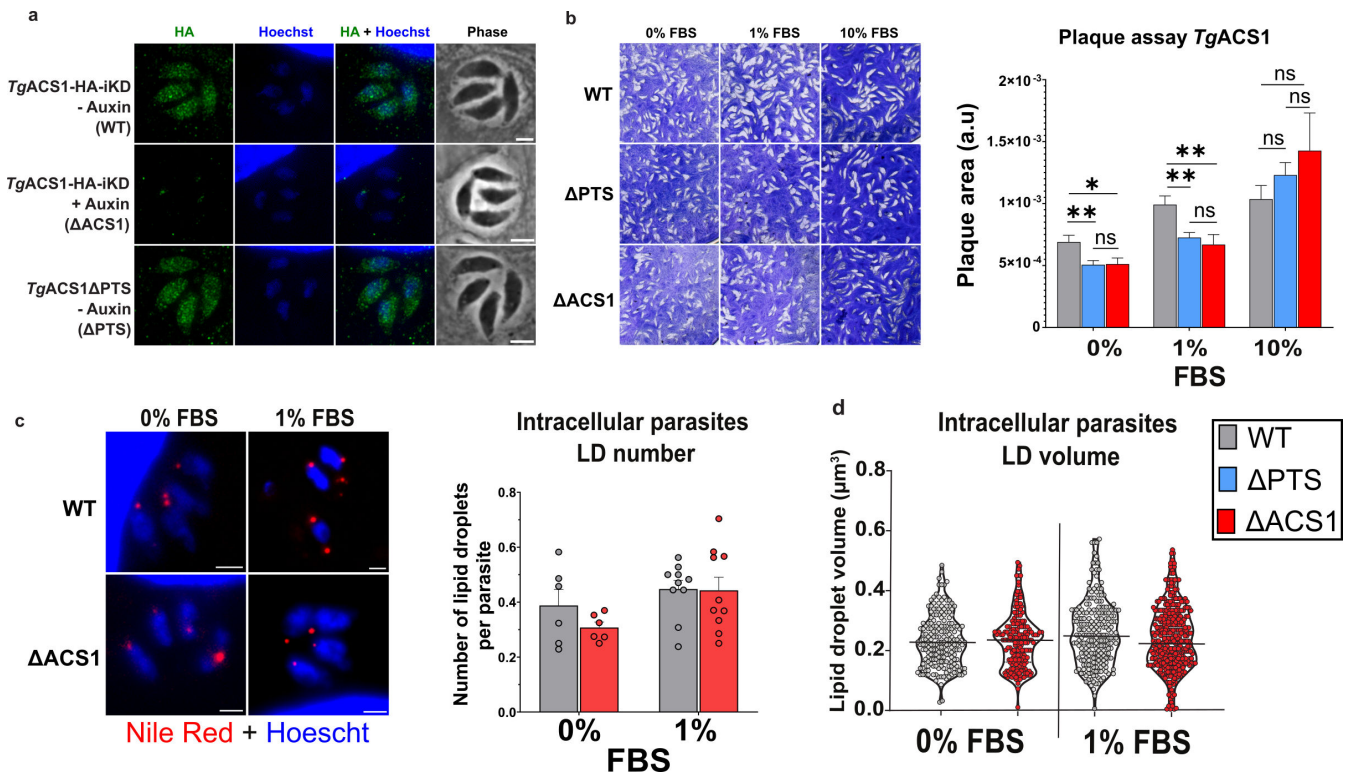 a
HA
Hoechst
HA + Hoechst
Phase
TgACS1-HA-iKD
- Auxin
(WT)
TgACS1-HA-iKD
+ Auxin
(ΔACS1)
TgACS1ΔPTS
- Auxin
(ΔPTS)
b
0% FBS
1% FBS
10% FBS
WT
ΔPTS
ΔACS1
Plaque assay TgACS1
Plaque area (a.u)
2×10⁻³
1.5×10⁻³
1×10⁻³
5×10⁻⁴
0
*
**
ns
**
**
ns
ns
ns
ns
0%
1%
10%
FBS
c
0% FBS
1% FBS
WT
ΔACS1
Nile Red + Hoescht
Intracellular parasites
LD number
Number of lipid droplets
per parasite
0.8
0.6
0.4
0.2
0.0
0%
1%
FBS
d
Intracellular parasites
LD volume
Lipid droplet volume (µm³)
0.8
0.6
0.4
0.2
0.0
0% FBS
1% FBS
WT
ΔPTS
ΔACS1